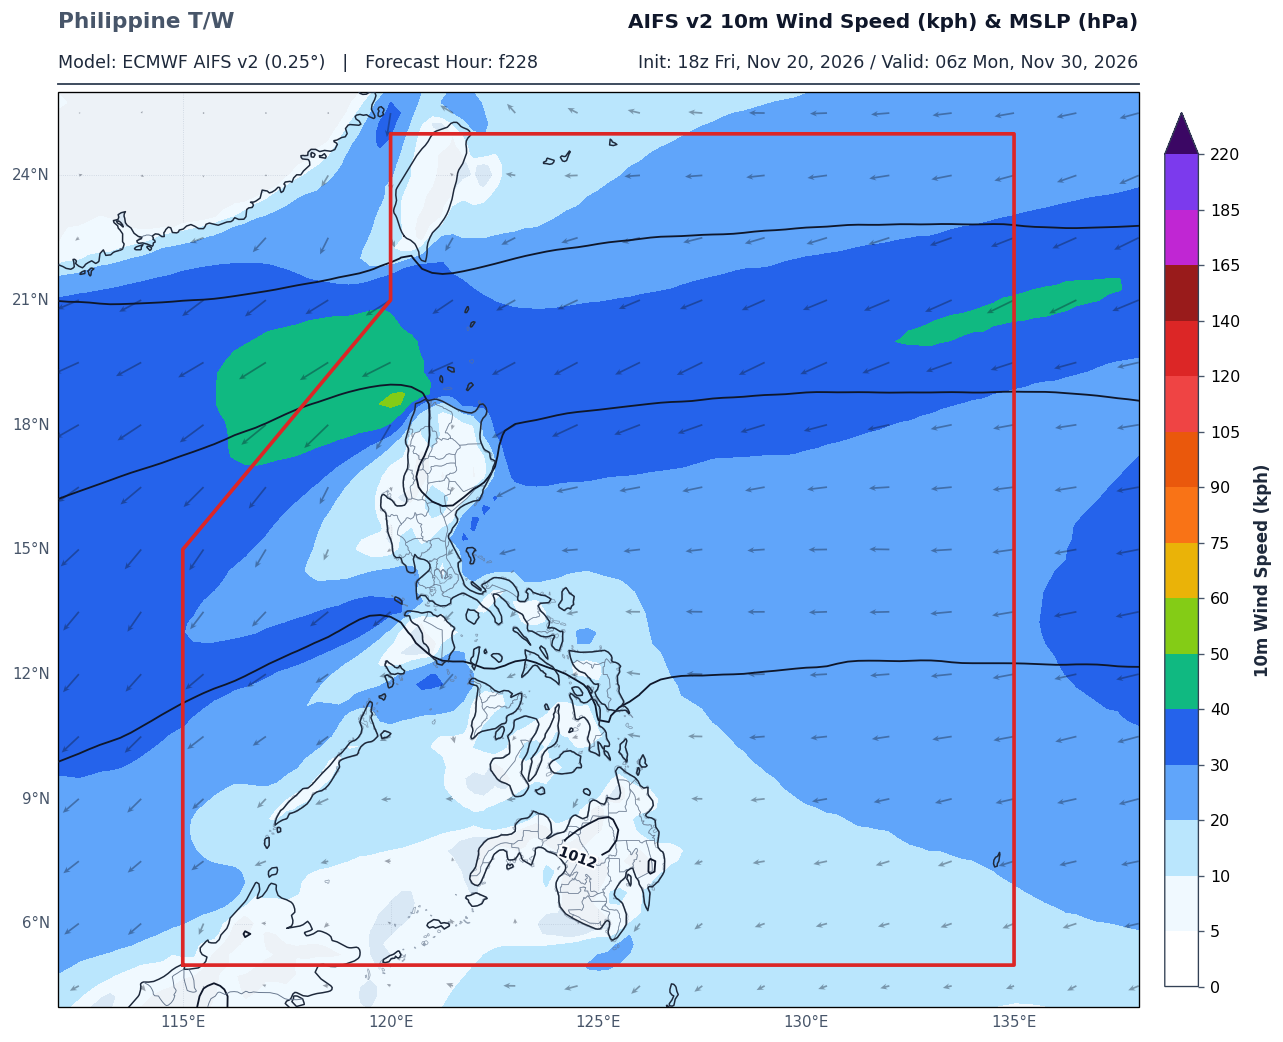 Philippine T/W
AIFS v2 10m Wind Speed (kph) & MSLP (hPa)
Model: ECMWF AIFS v2 (0.25°)   |   Forecast Hour: f228
Init: 18z Fri, Nov 20, 2026 / Valid: 06z Mon, Nov 30, 2026
24°N
21°N
18°N
15°N
12°N
9°N
6°N
115°E
120°E
125°E
130°E
135°E
1012
220
185
165
140
120
105
90
75
60
50
40
30
20
10
5
0
10m Wind Speed (kph)